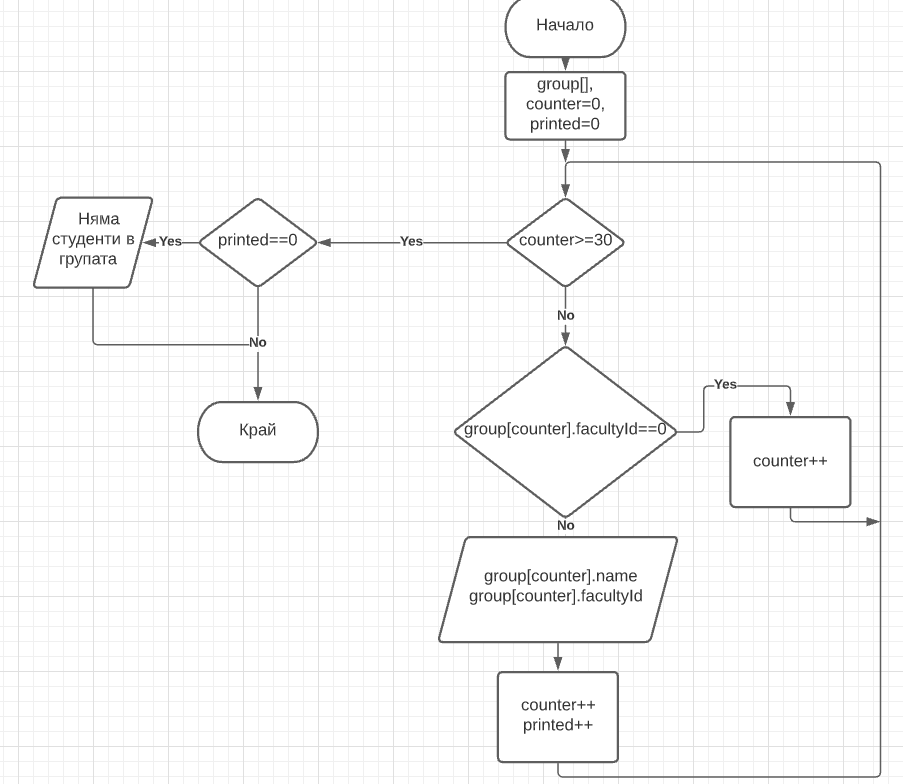 Начало
group[],
counter=0,
printed=0
counter>=30
Yes
printed==0
Yes
Няма
студенти в
групата
No
Край
No
group[counter].facultyId==0
Yes
counter++
No
group[counter].name
group[counter].facultyId
counter++
printed++